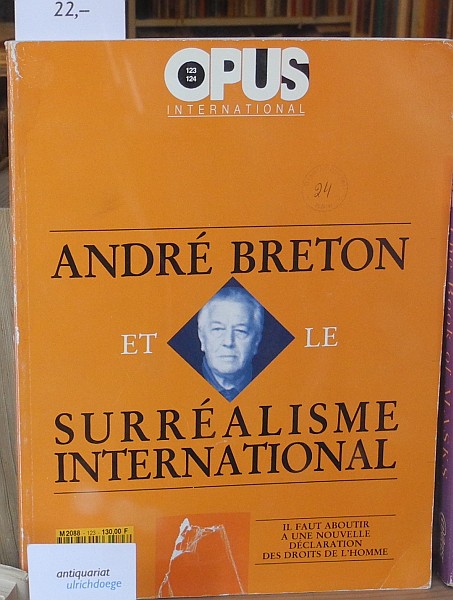 22,–
OPUS
123
124
INTERNATIONAL
24
ANDRÉ BRETON
ET LE
SURRÉALISME
INTERNATIONAL
M 2088 - 123 - 130,00 F
IL FAUT ABOUTIR
A UNE NOUVELLE
DÉCLARATION
DES DROITS DE L'HOMME
antiquariat
ulrichdoege